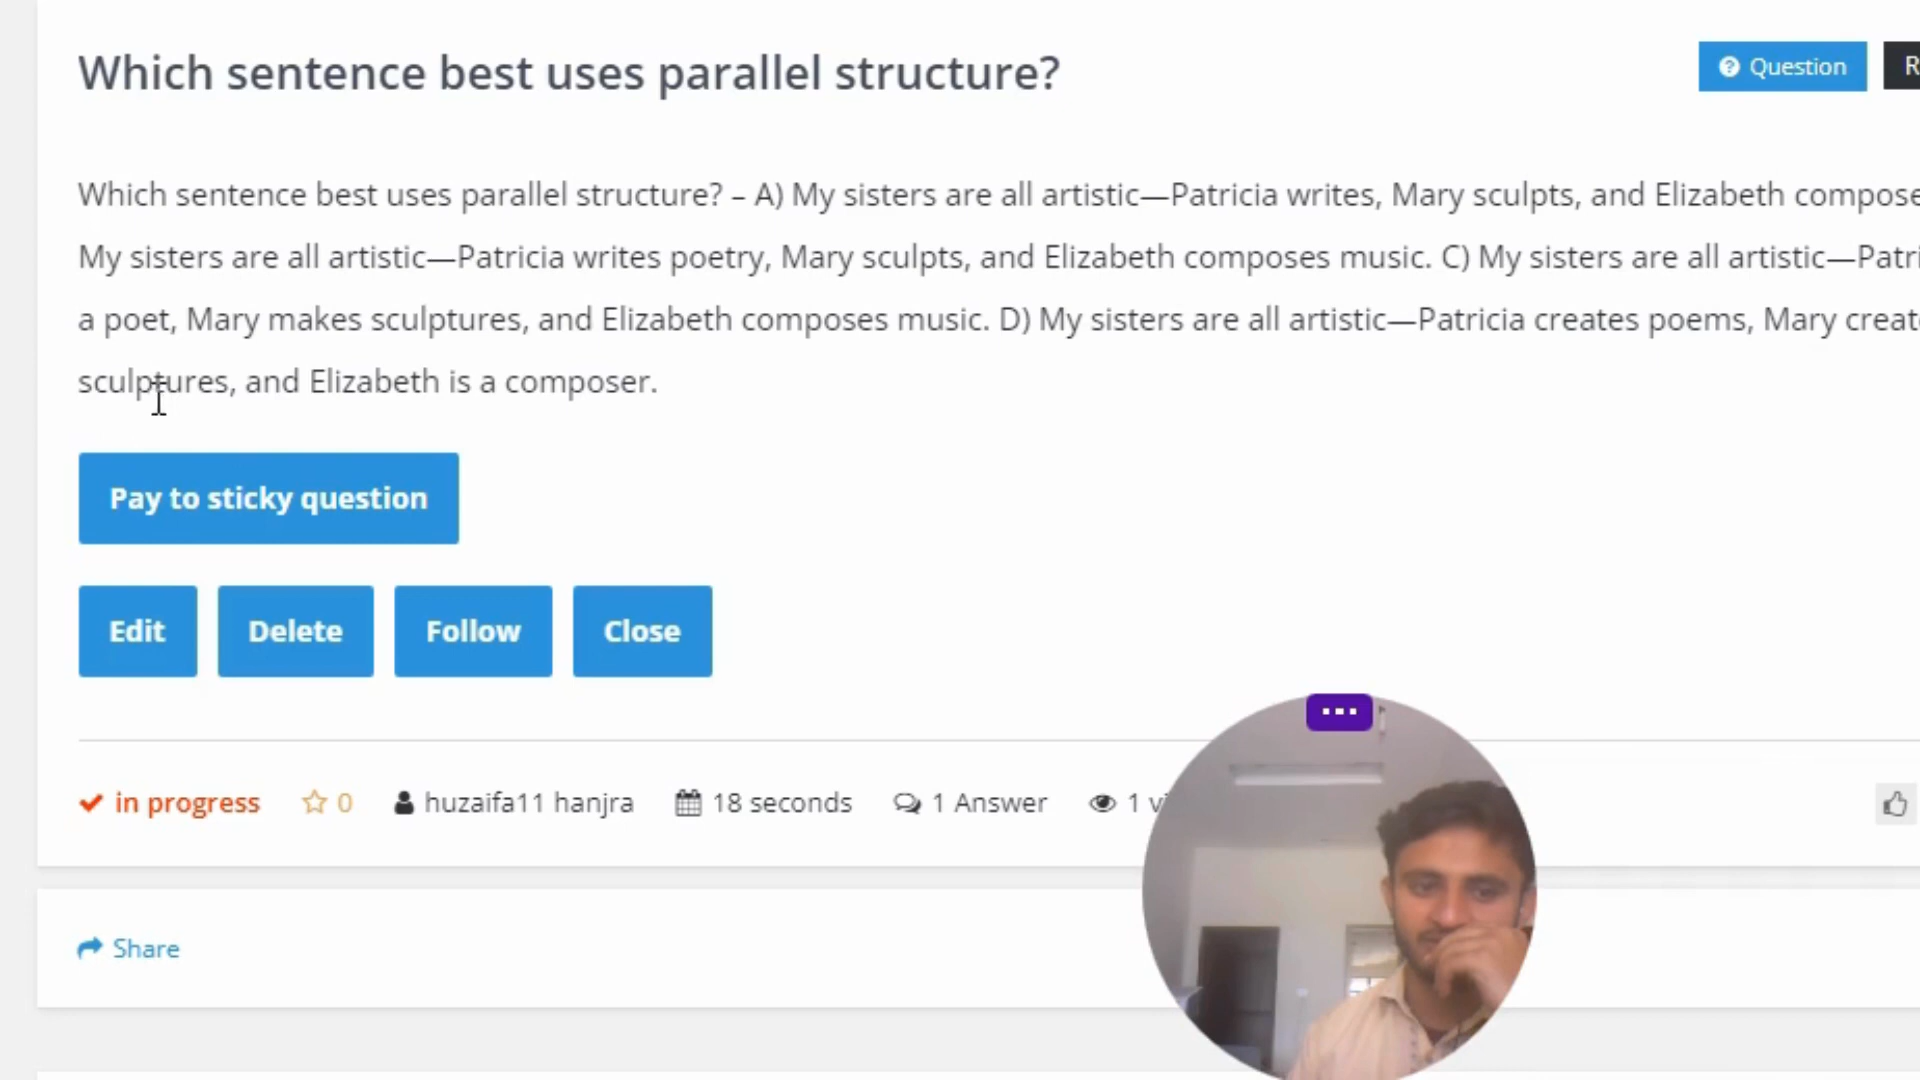 Which sentence best uses parallel structure?
Question
R
Which sentence best uses parallel structure? – A) My sisters are all artistic—Patricia writes, Mary sculpts, and Elizabeth compose
My sisters are all artistic—Patricia writes poetry, Mary sculpts, and Elizabeth composes music. C) My sisters are all artistic—Patri
a poet, Mary makes sculptures, and Elizabeth composes music. D) My sisters are all artistic—Patricia creates poems, Mary creat
sculptures, and Elizabeth is a composer.
Pay to sticky question
Edit Delete Follow Close
in progress 0 huzaifa11 hanjra 18 seconds 1 Answer 1 vi
Share